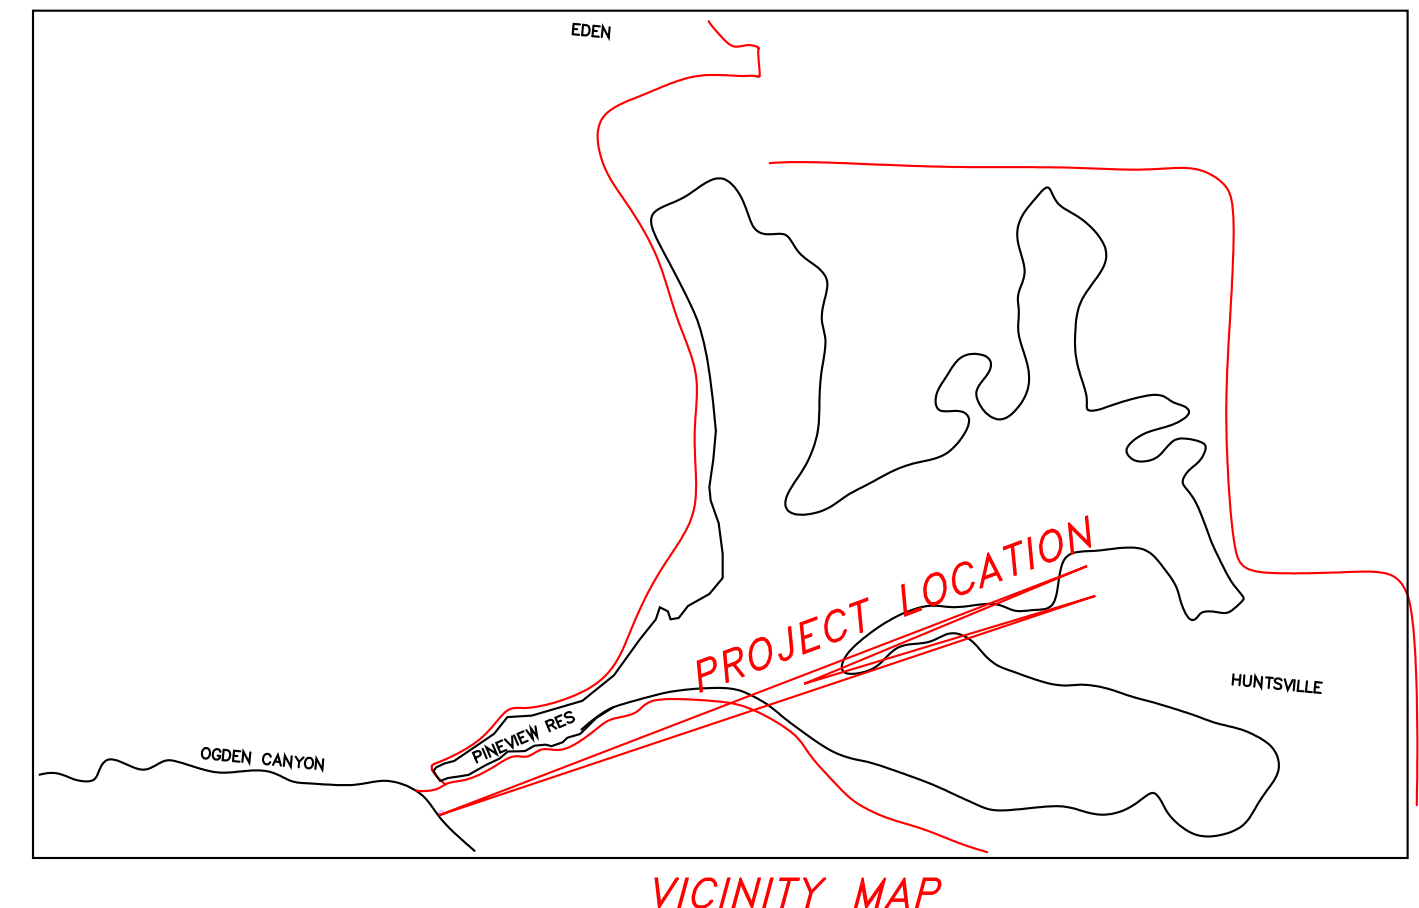 EDEN
PROJECT LOCATION
HUNTSVILLE
PINEVIEW RES
OGDEN CANYON
VICINITY MAP